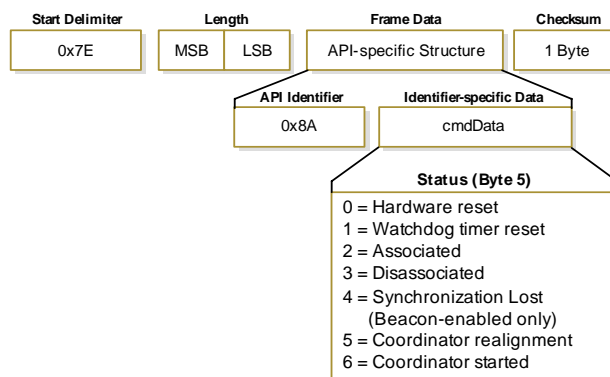 Start Delimiter Length Frame Data Checksum
0x7E MSB LSB API-specific Structure 1 Byte
API Identifier Identifier-specific Data
0x8A cmdData
Status (Byte 5)
0 = Hardware reset
1 = Watchdog timer reset
2 = Associated
3 = Disassociated
4 = Synchronization Lost
(Beacon-enabled only)
5 = Coordinator realignment
6 = Coordinator started